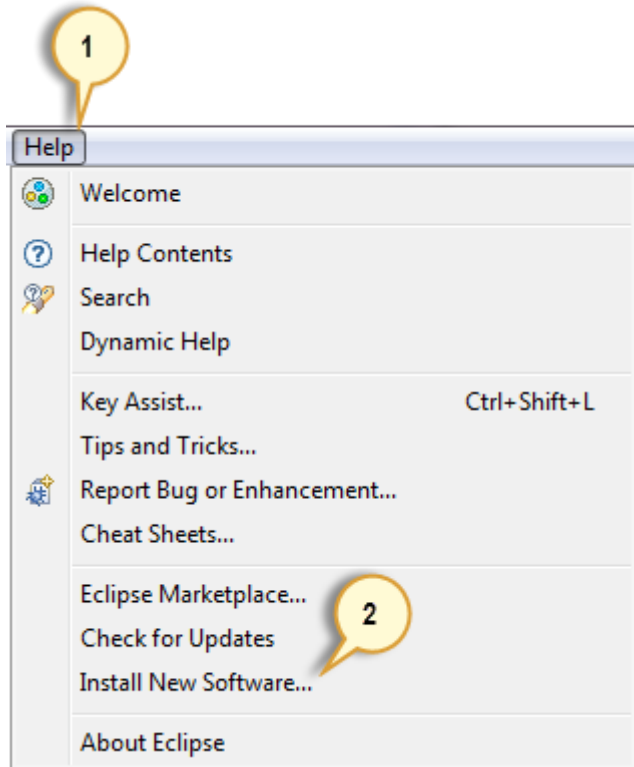 1
Help
Welcome
Help Contents
Search
Dynamic Help
Key Assist... Ctrl+Shift+L
Tips and Tricks...
Report Bug or Enhancement...
Cheat Sheets...
Eclipse Marketplace...
2
Check for Updates
Install New Software...
About Eclipse